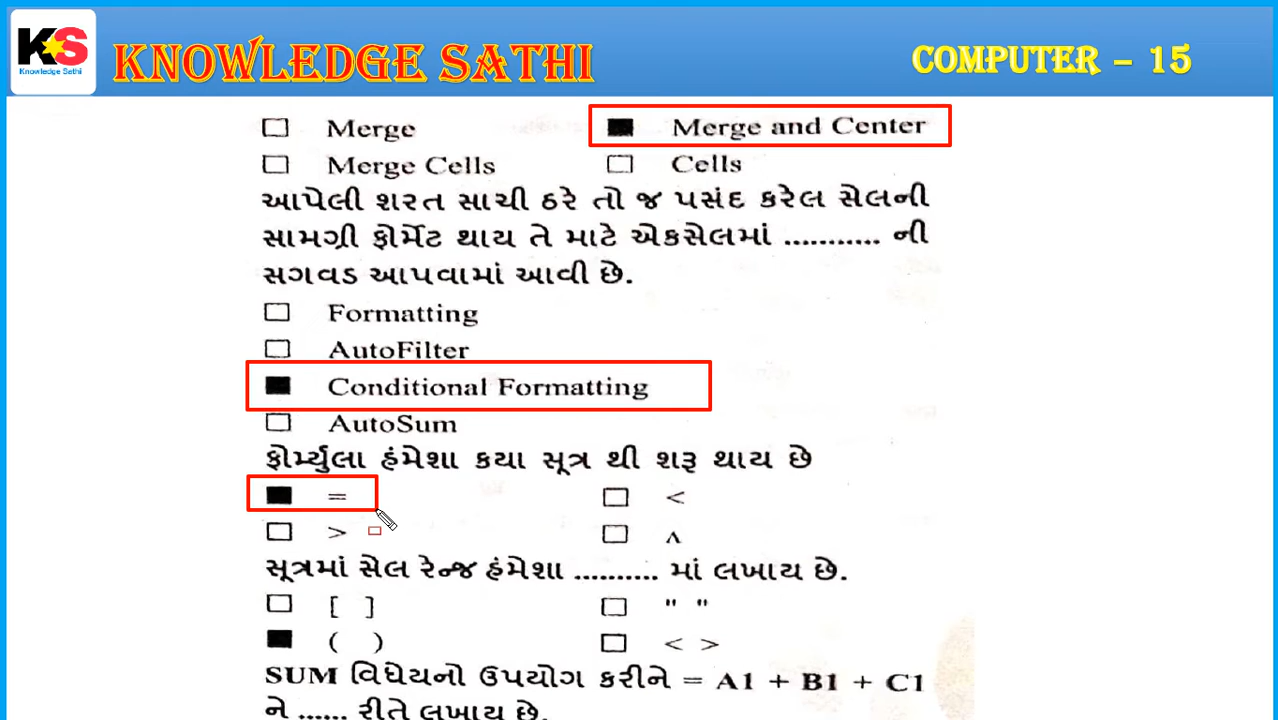 KS
Knowledge Sathi
KNOWLEDGE SATHI
COMPUTER – 15
Merge
Merge and Center
Merge Cells
Cells
આપેલી શરત સાચી ઠરે તો જ પસંદ કરેલ સેલની
સામગ્રી ફોર્મેટ થાય તે માટે એકસેલમાં ........... ની
સગવડ આપવામાં આવી છે.
Formatting
AutoFilter
Conditional Formatting
AutoSum
ફોર્મ્યુલા હંમેશા કયા સૂત્ર થી શરૂ થાય છે
= <
> ^
સૂત્રમાં સેલ રેન્જ હંમેશા .......... માં લખાય છે.
[ ] " "
( ) < >
SUM વિધેયનો ઉપયોગ કરીને = A1 + B1 + C1
ને ...... રીતે લખાય છે.